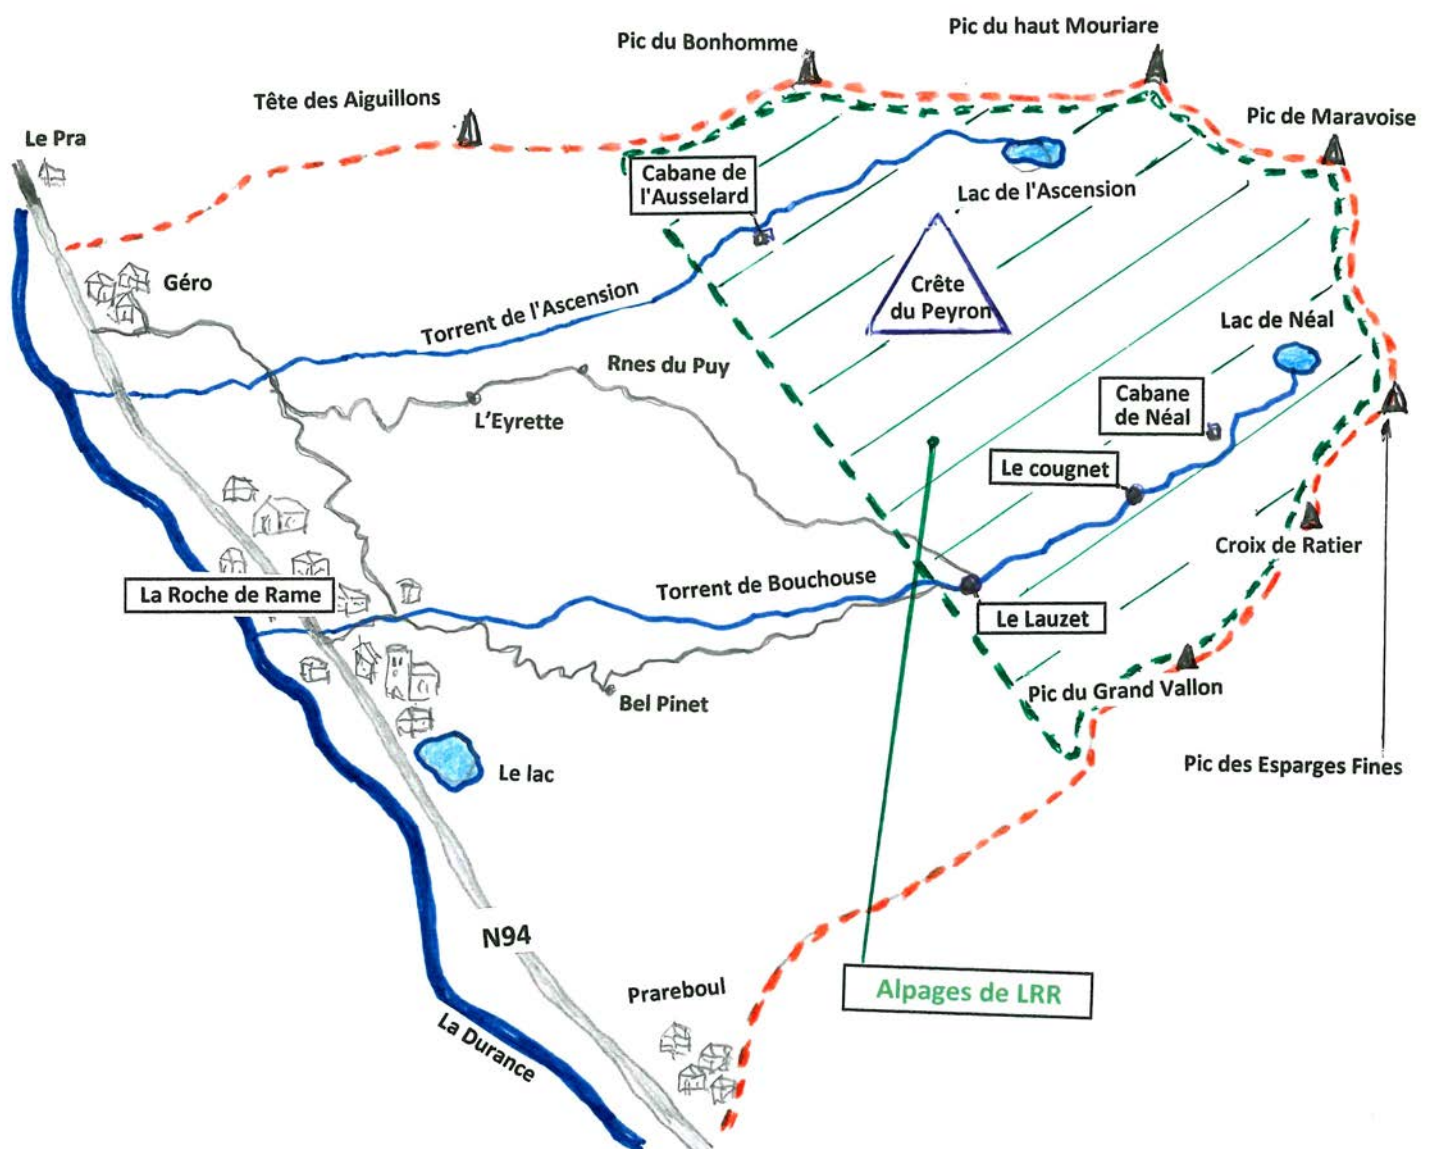 Pic du haut Mouriare
Pic du Bonhomme
Tête des Aiguillons
Pic de Maravoise
Le Pra
Cabane de
l'Ausselard
Lac de l'Ascension
Géro
Crête
du Peyron
Torrent de l'Ascension
Lac de Néal
Rnes du Puy
Cabane
de Néal
L'Eyrette
Le cougnet
Croix de Ratier
Torrent de Bouchouse
La Roche de Rame
Le Lauzet
Pic du Grand Vallon
Bel Pinet
Pic des Esparges Fines
Le lac
N94
Prareboul
Alpages de LRR
La Durance